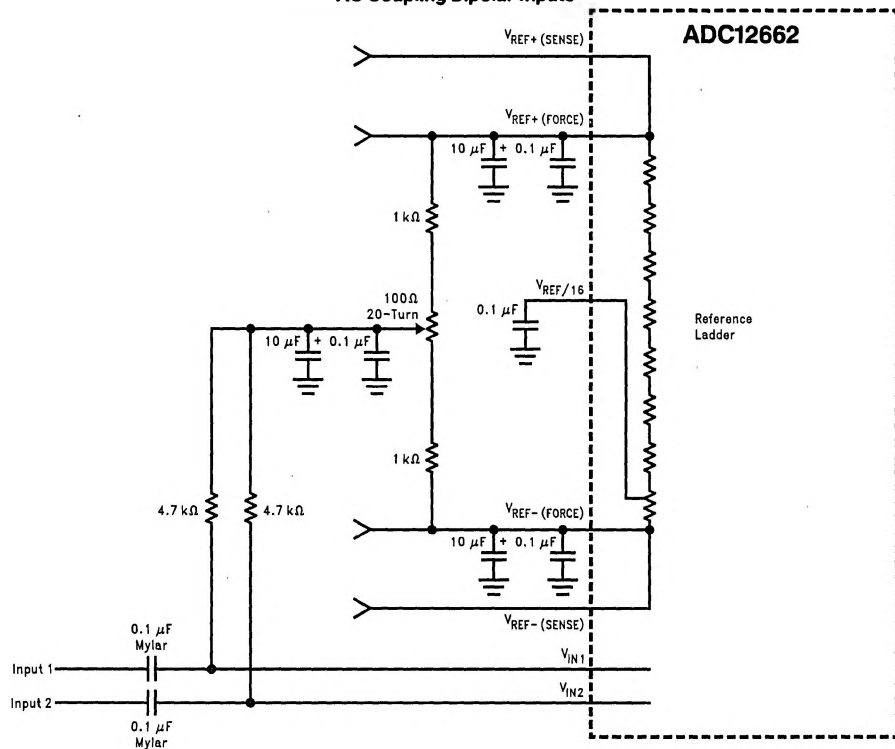 AC Coupling Bipolar Inputs
ADC12662
VREF+ (SENSE)
VREF+ (FORCE)
10 µF + 0.1 µF
1 kΩ
VREF/16
100Ω
20-Turn
0.1 µF
10 µF + 0.1 µF
Reference
Ladder
1 kΩ
4.7 kΩ
4.7 kΩ
VREF- (FORCE)
10 µF + 0.1 µF
VREF- (SENSE)
0.1 µF
Mylar
Input 1
VIN1
Input 2
VIN2
0.1 µF
Mylar